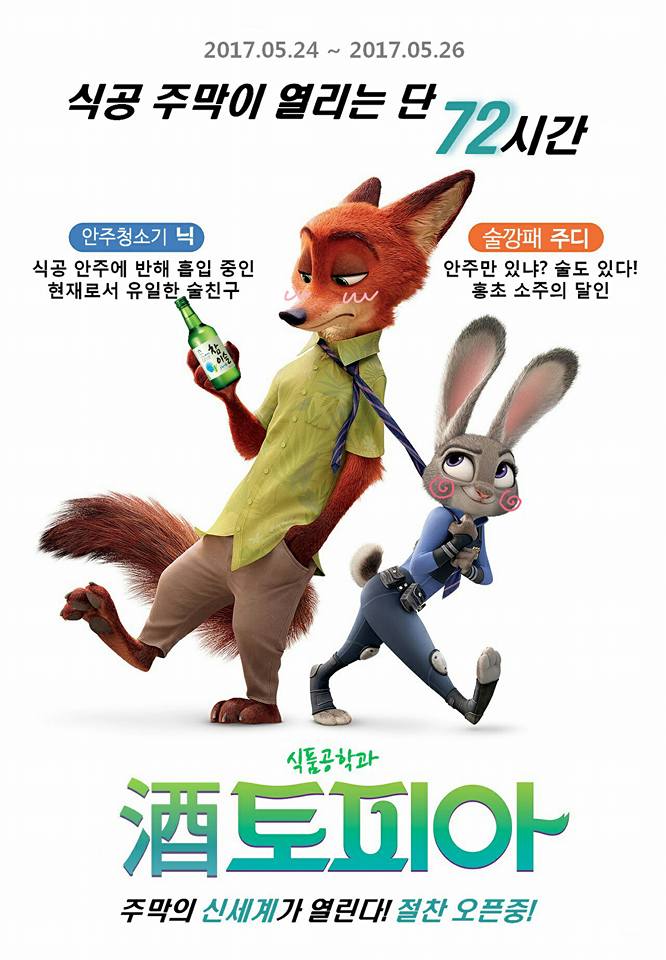 2017.05.24 ~ 2017.05.26
식공 주막이 열리는 단 72시간
안주청소기 닉
식공 안주에 반해 흡입 중인
현재로서 유일한 술친구
술깡패 주디
안주만 있냐? 술도 있다!
홍초 소주의 달인
참
이슬
식품공학과
酒토피아
주막의 신세계가 열린다! 절찬 오픈중!